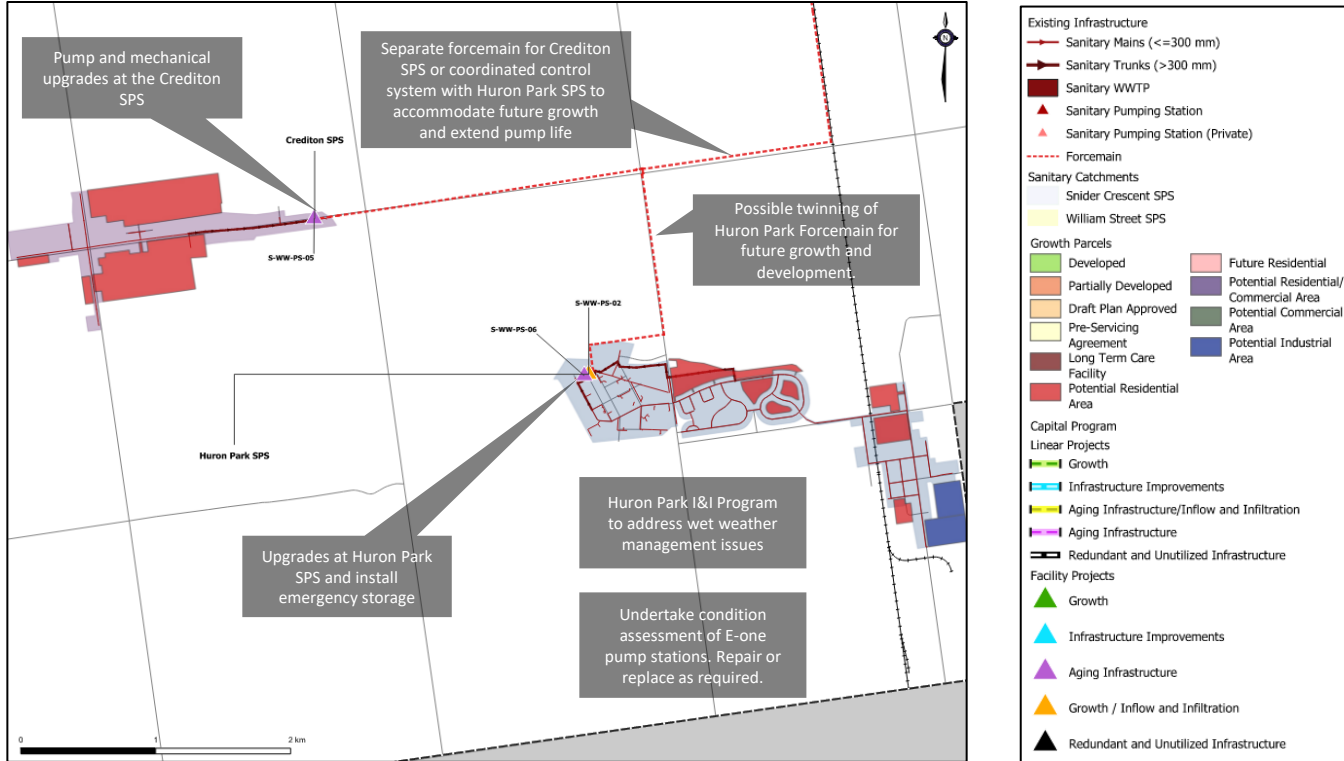 Pump and mechanical
upgrades at the Crediton
SPS
Separate forcemain for Crediton
SPS or coordinated control
system with Huron Park SPS to
accommodate future growth
and extend pump life
N
Crediton SPS
S-WW-PS-05
Possible twinning of
Huron Park Forcemain for
future growth and
development.
S-WW-PS-02
S-WW-PS-06
Huron Park SPS
Upgrades at Huron Park
SPS and install
emergency storage
Huron Park I&I Program
to address wet weather
management issues
Undertake condition
assessment of E-one
pump stations. Repair or
replace as required.
0 1 2 km
Existing Infrastructure
Sanitary Mains (<=300 mm)
Sanitary Trunks (>300 mm)
Sanitary WWTP
Sanitary Pumping Station
Sanitary Pumping Station (Private)
Forcemain
Sanitary Catchments
Snider Crescent SPS
William Street SPS
Growth Parcels
Developed
Partially Developed
Draft Plan Approved
Pre-Servicing
Agreement
Long Term Care
Facility
Potential Residential
Area
Future Residential
Potential Residential/
Commercial Area
Potential Commercial
Area
Potential Industrial
Area
Capital Program
Linear Projects
Growth
Infrastructure Improvements
Aging Infrastructure/Inflow and Infiltration
Aging Infrastructure
Redundant and Unutilized Infrastructure
Facility Projects
Growth
Infrastructure Improvements
Aging Infrastructure
Growth / Inflow and Infiltration
Redundant and Unutilized Infrastructure